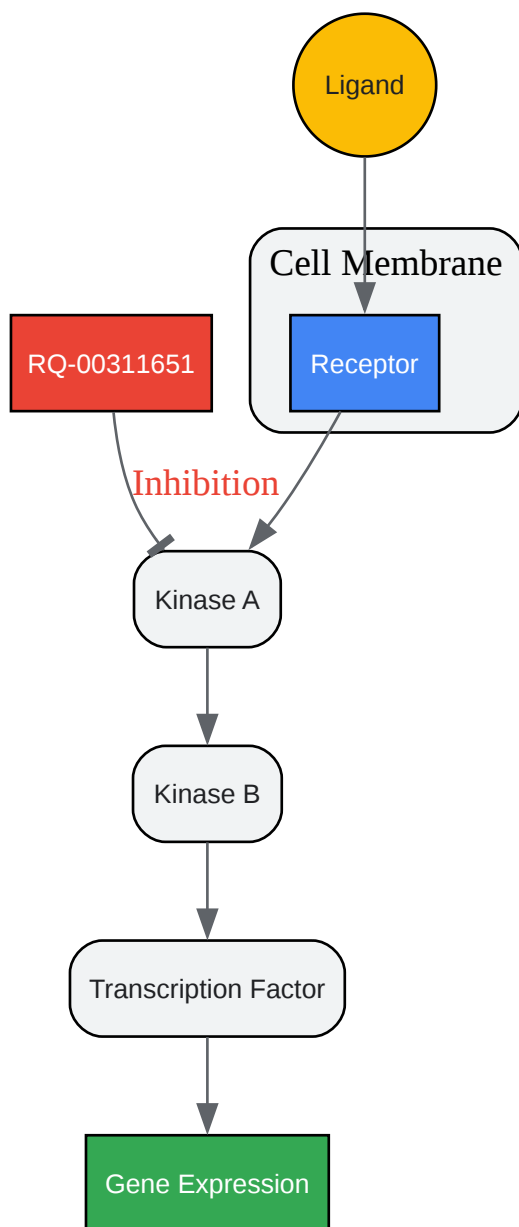 Ligand
Cell Membrane
RQ-00311651
Receptor
Inhibition
Kinase A
Kinase B
Transcription Factor
Gene Expression